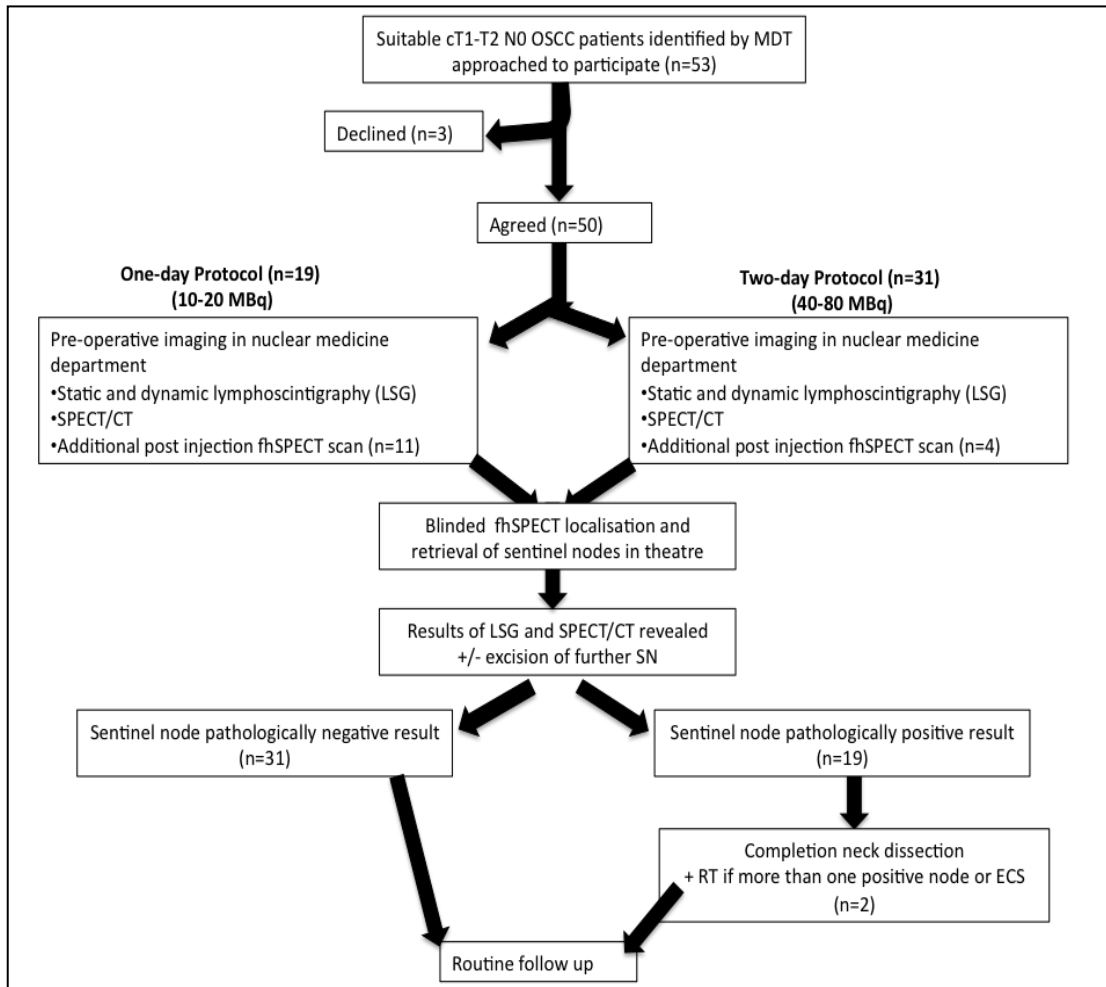 Suitable cT1-T2 N0 OSCC patients identified by MDT
approached to participate (n=53)
Declined (n=3)
Agreed (n=50)
One-day Protocol (n=19)
(10-20 MBq)
Two-day Protocol (n=31)
(40-80 MBq)
Pre-operative imaging in nuclear medicine
department
•Static and dynamic lymphoscintigraphy (LSG)
•SPECT/CT
•Additional post injection fhSPECT scan (n=11)
Pre-operative imaging in nuclear medicine
department
•Static and dynamic lymphoscintigraphy (LSG)
•SPECT/CT
•Additional post injection fhSPECT scan (n=4)
Blinded fhSPECT localisation and
retrieval of sentinel nodes in theatre
Results of LSG and SPECT/CT revealed
+/- excision of further SN
Sentinel node pathologically negative result
(n=31)
Sentinel node pathologically positive result
(n=19)
Completion neck dissection
+ RT if more than one positive node or ECS
(n=2)
Routine follow up